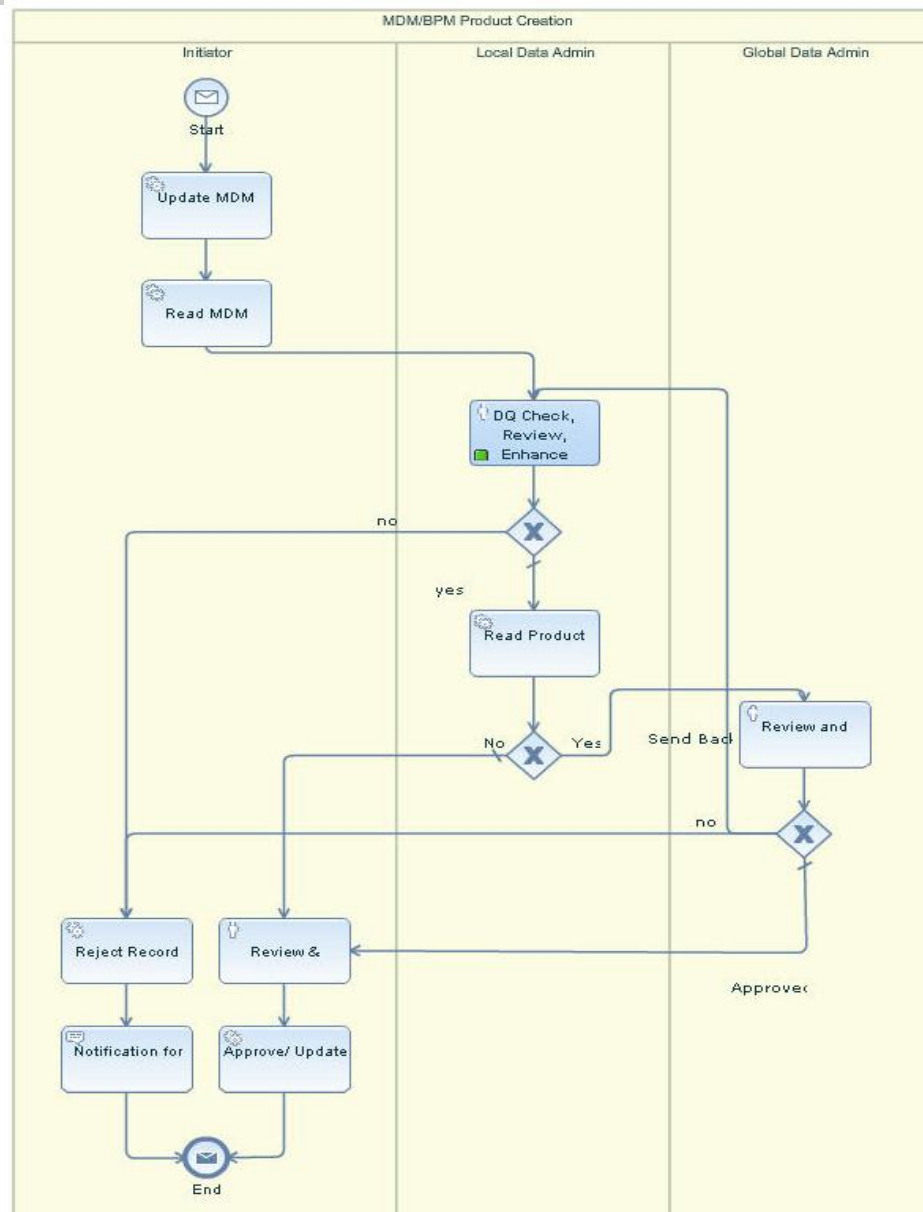 MDM/BPM Product Creation
Initiator
Local Data Admin
Global Data Admin
Start
Update MDM
Read MDM
DQ Check,
Review,
Enhance
no
yes
Read Product
No
Yes
Send Back
Review and
no
Reject Record
Review &
Approved
Notification for
Approve/ Update
End